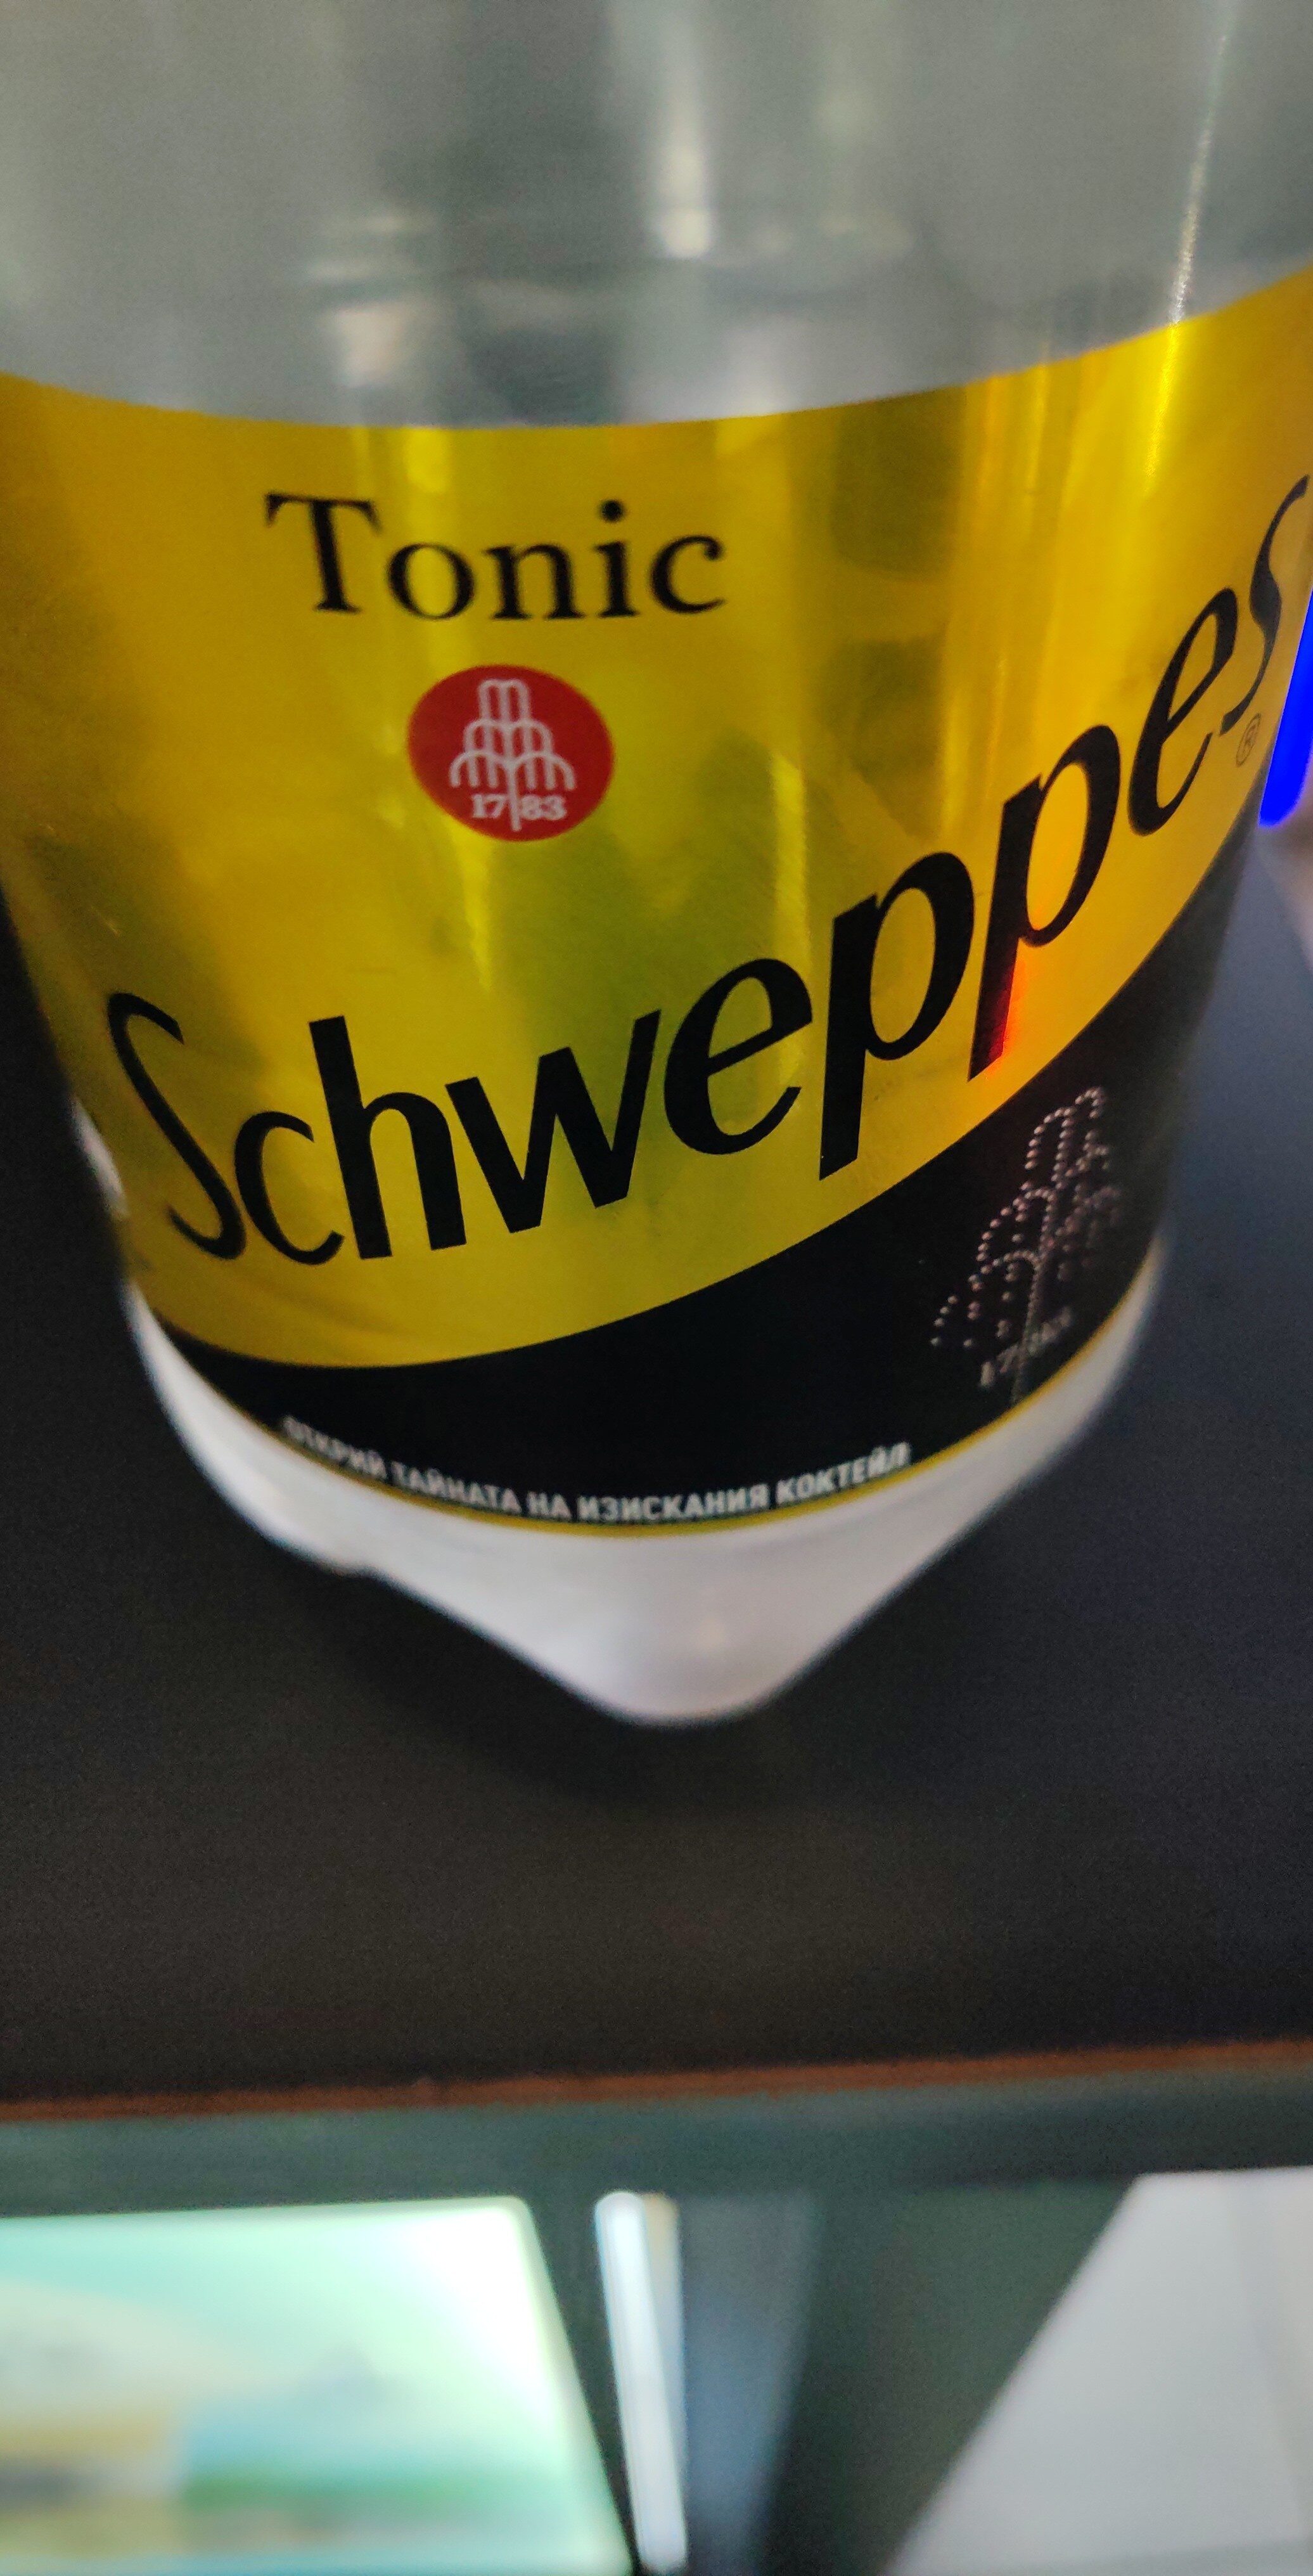 Tonic
17 83
Schweppes®
ОТКРИЙ ТАЙНАТА НА ИЗИСКАНИЯ КОКТЕЙЛ